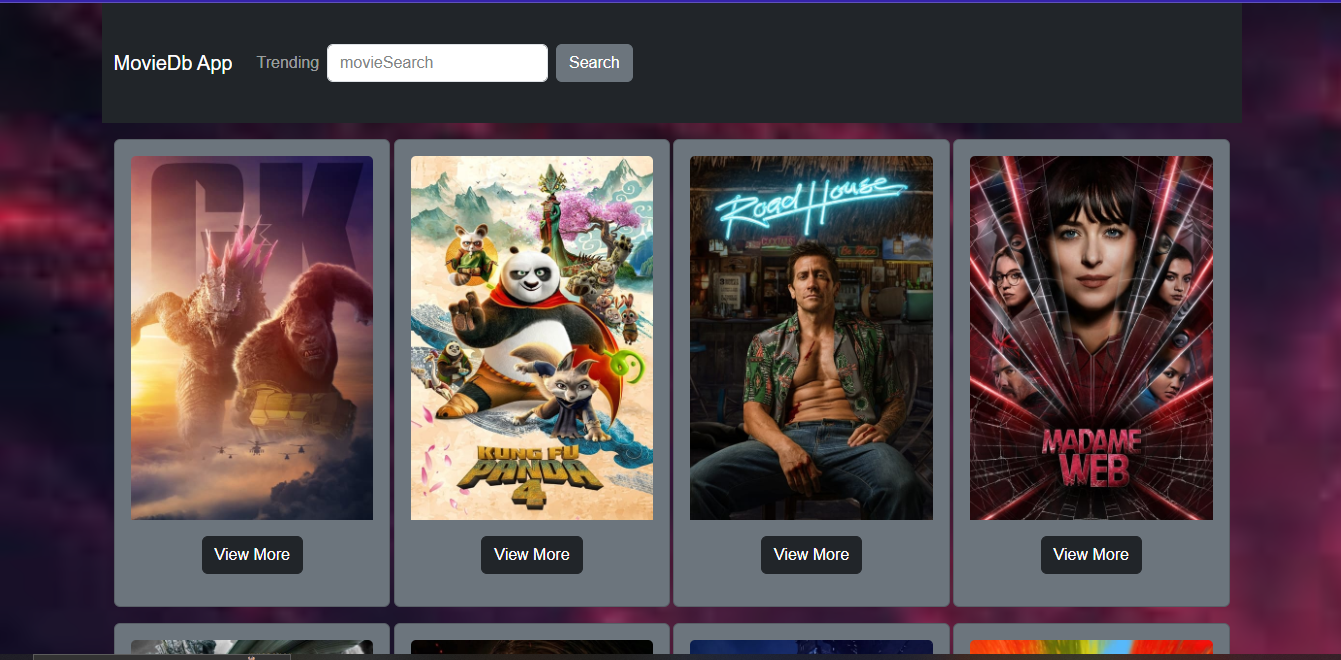 MovieDb App Trending movieSearch Search
GK
Road House
KUNG FU
PANDA
4
MADAME
WEB
View More View More View More View More